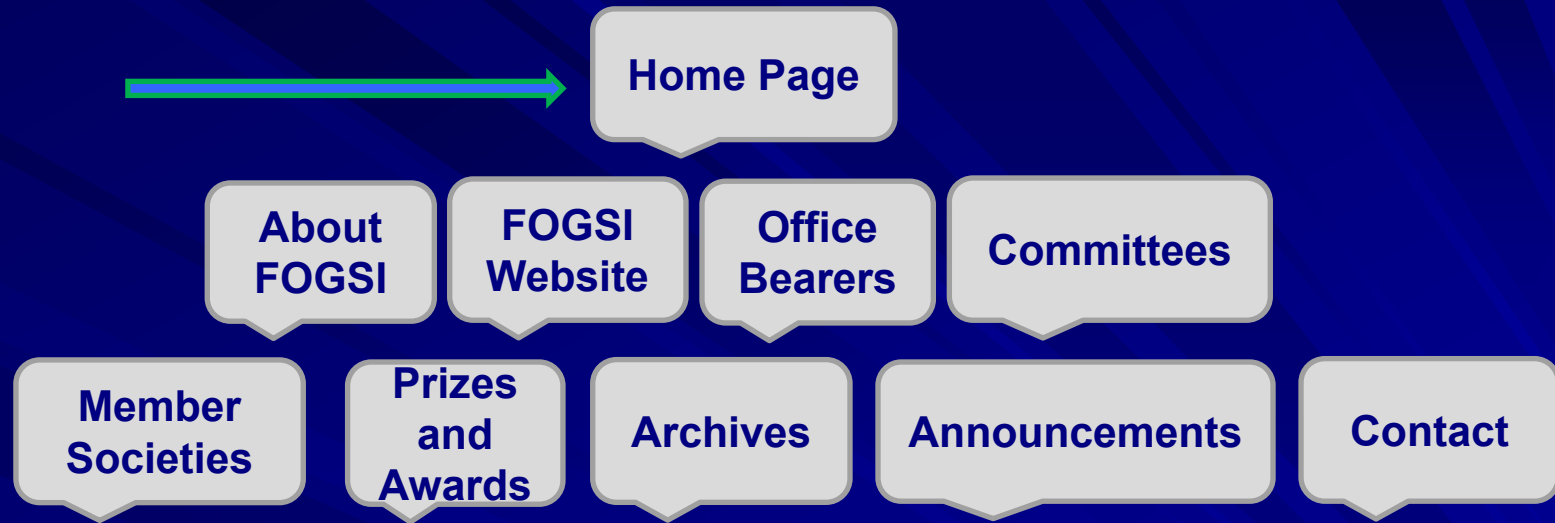 Home Page
About
FOGSI
FOGSI
Website
Office
Bearers
Committees
Member
Societies
Prizes
and
Awards
Archives
Announcements
Contact